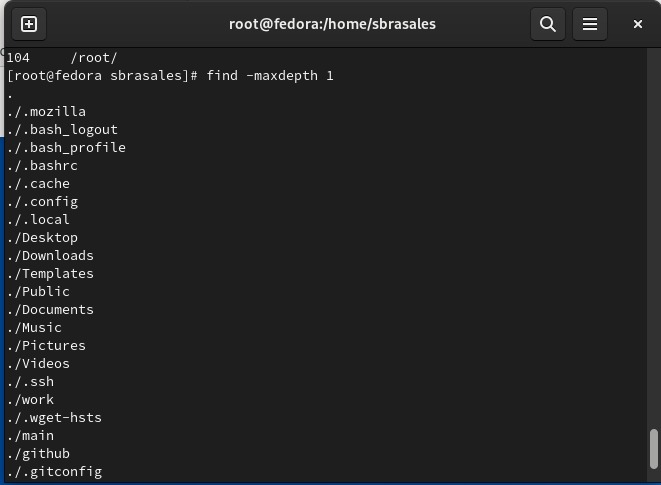 root@fedora:/home/sbrasales
104     /root/
[root@fedora sbrasales]# find -maxdepth 1
.
./.mozilla
./.bash_logout
./.bash_profile
./.bashrc
./.cache
./.config
./.local
./Desktop
./Downloads
./Templates
./Public
./Documents
./Music
./Pictures
./Videos
./.ssh
./work
./.wget-hsts
./main
./github
./.gitconfig